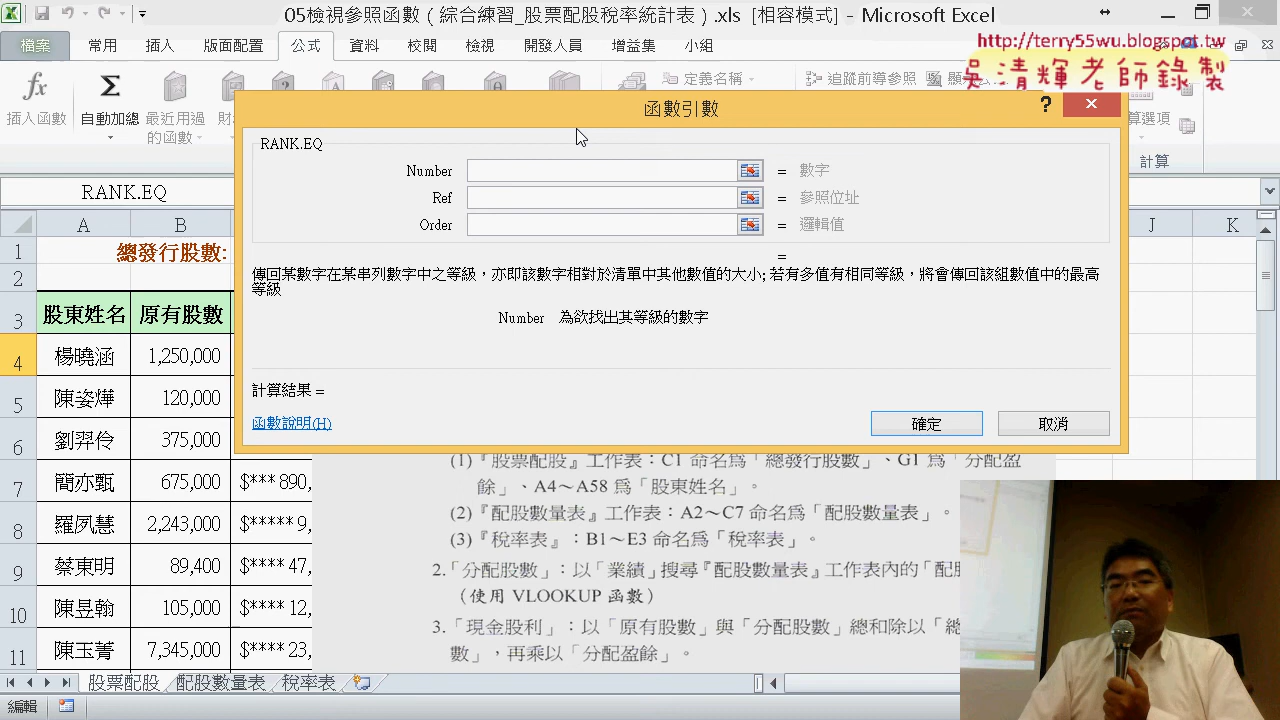 05檢視參照函數（綜合練習_股票配股稅率統計表）.xls [相容模式] - Microsoft Excel
檔案 常用 插入 版面配置 公式 資料 校閱 檢視 開發人員 增益集 小組
http://terry55wu.blogspot.tw
吳清輝老師錄製
插入函數 自動加總 最近用過的函數 定義名稱 追蹤前導參照
計算
函數引數
RANK.EQ
RANK.EQ
Number = 數字
Ref = 參照位址
Order = 邏輯值
=
傳回某數字在某串列數字中之等級，亦即該數字相對於清單中其他數值的大小; 若有多值有相同等級，將會傳回該組數值中的最高
等級
Number 為欲找出其等級的數字
計算結果 =
函數說明(H)
確定 取消
A B J K
1 總發行股數:
2
3 股東姓名 原有股數
4 楊曉涵 1,250,000
5 陳姿燁 120,000
6 劉羿伶 375,000
7 簡亦甄 675,000 $***890,
8 羅夙慧 2,243,000 $*****9,
9 蔡東明 89,400 $****47,
10 陳昱翰 105,000 $****12,
11 陳玉菁 7,345,000 $****23,
(1)『股票配股』工作表：C1 命名為「總發行股數」、G1 為「分配盈
餘」、A4～A58 為「股東姓名」。
(2)『配股數量表』工作表：A2～C7 命名為「配股數量表」。
(3)『稅率表』：B1～E3 命名為「稅率表」。
2.「分配股數」：以「業績」搜尋『配股數量表』工作表內的「配股
（使用 VLOOKUP 函數）
3.「現金股利」：以「原有股數」與「分配股數」總和除以「總
數」，再乘以「分配盈餘」。
股票配股 配股數量表 稅率表
編輯